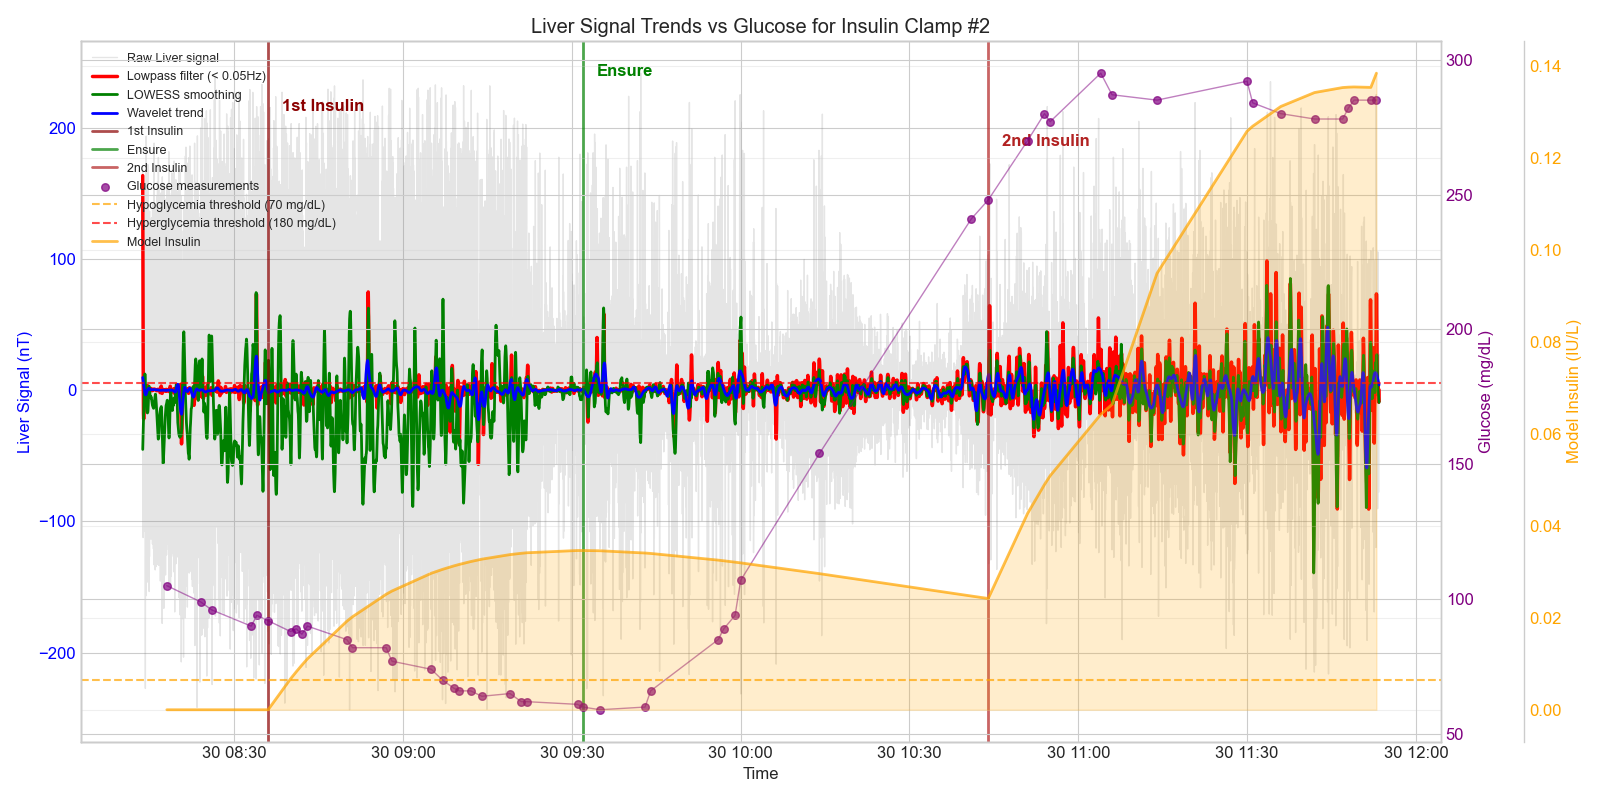 Liver Signal Trends vs Glucose for Insulin Clamp #2
Raw Liver signal
Lowpass filter (< 0.05Hz)
LOWESS smoothing
Wavelet trend
1st Insulin
Ensure
2nd Insulin
Glucose measurements
Hypoglycemia threshold (70 mg/dL)
Hyperglycemia threshold (180 mg/dL)
Model Insulin
1st Insulin
Ensure
2nd Insulin
Liver Signal (nT)
200
100
0
−100
−200
300
250
200
150
100
50
Glucose (mg/dL)
0.14
0.12
0.10
0.08
0.06
0.04
0.02
0.00
Model Insulin (IU/L)
30 08:30
30 09:00
30 09:30
30 10:00
30 10:30
30 11:00
30 11:30
30 12:00
Time